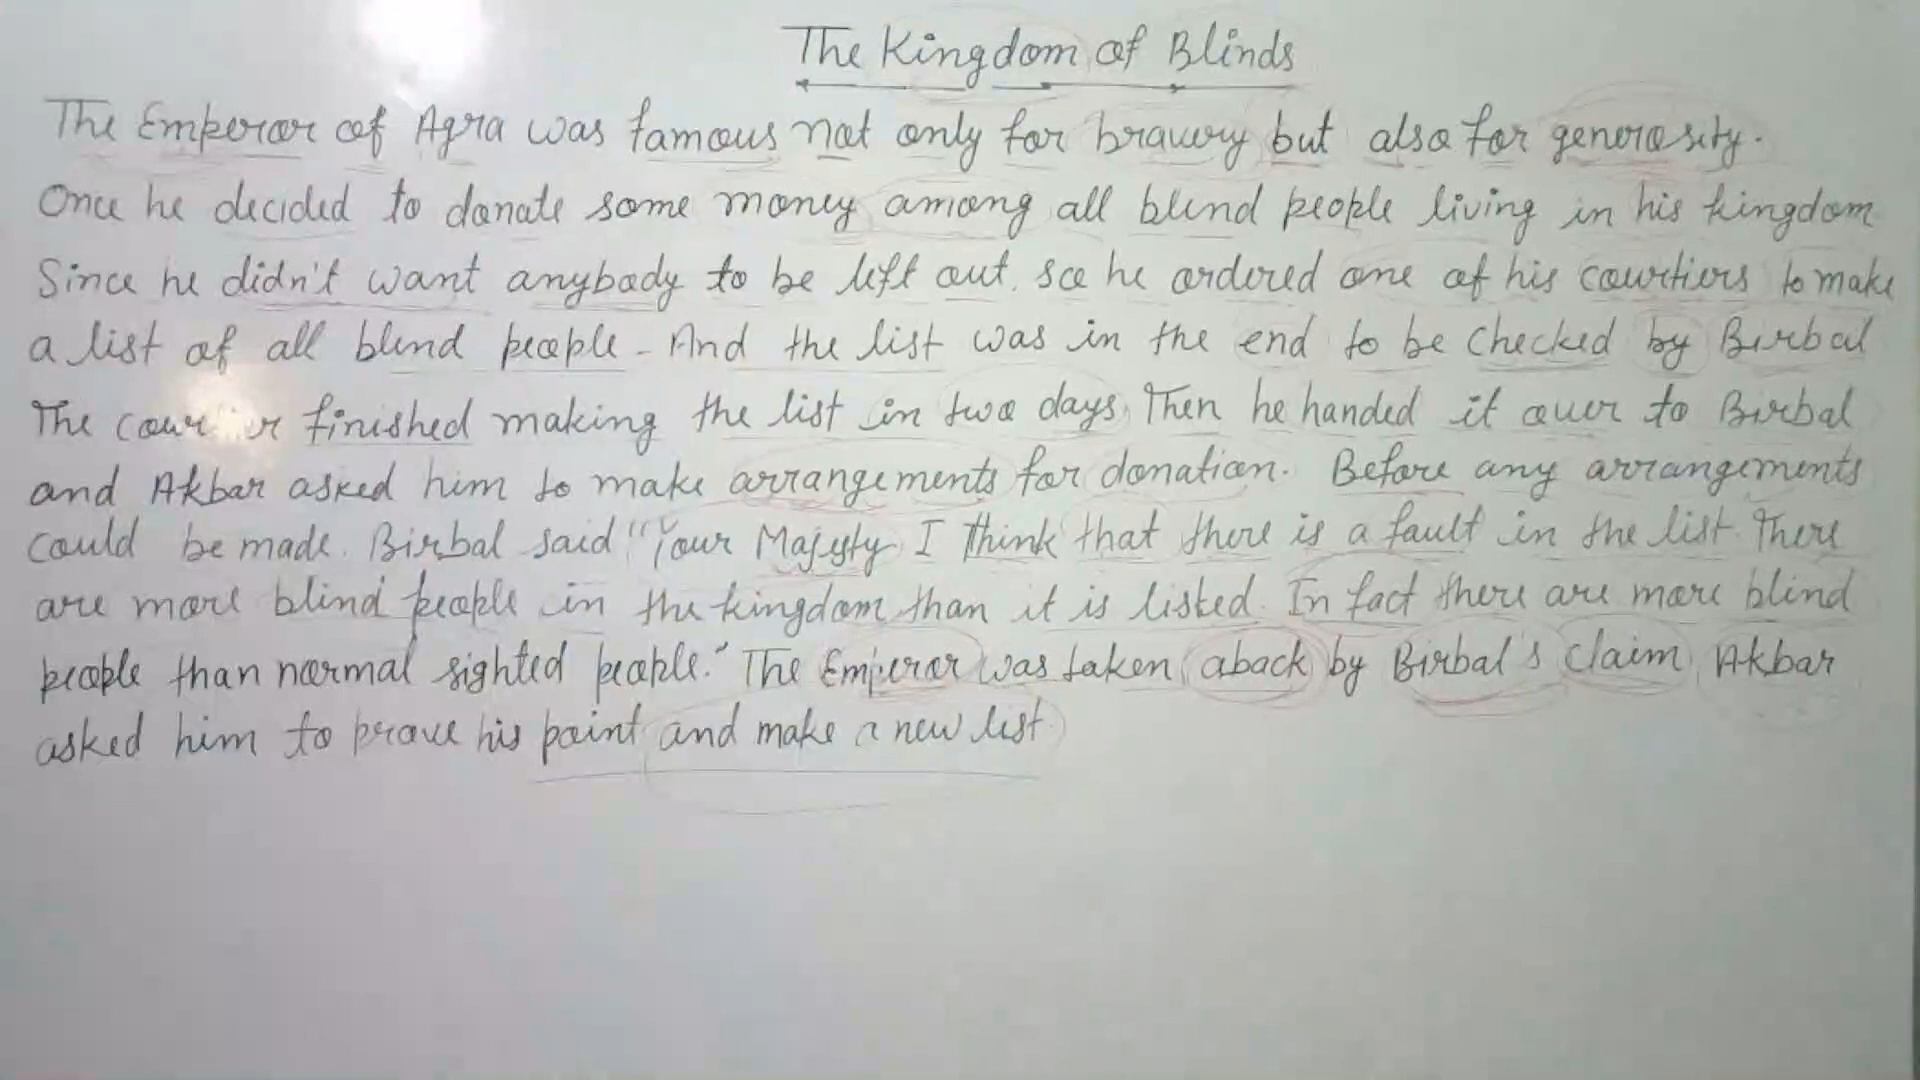 The Kingdom of Blinds
The Emperor of Agra was famous not only for bravery but also for generosity.
Once he decided to donate some money among all blind people living in his kingdom
Since he didn't want anybody to be left out, so he ordered one of his courtiers to make
a list of all blind people - And the list was in the end to be checked by Birbal
The finished making the list in two days, Then he handed it over to Birbal
and Akbar asked him to make arrangements for donation. Before any arrangements
could be made. Birbal said "Your Majesty I think that there is a fault in the list. There
are more blind people in the kingdom than it is listed. In fact there are more blind
people than normal sighted people." The Emperor was taken aback by Birbal's claim, Akbar
asked him to prove his point and make a new list.